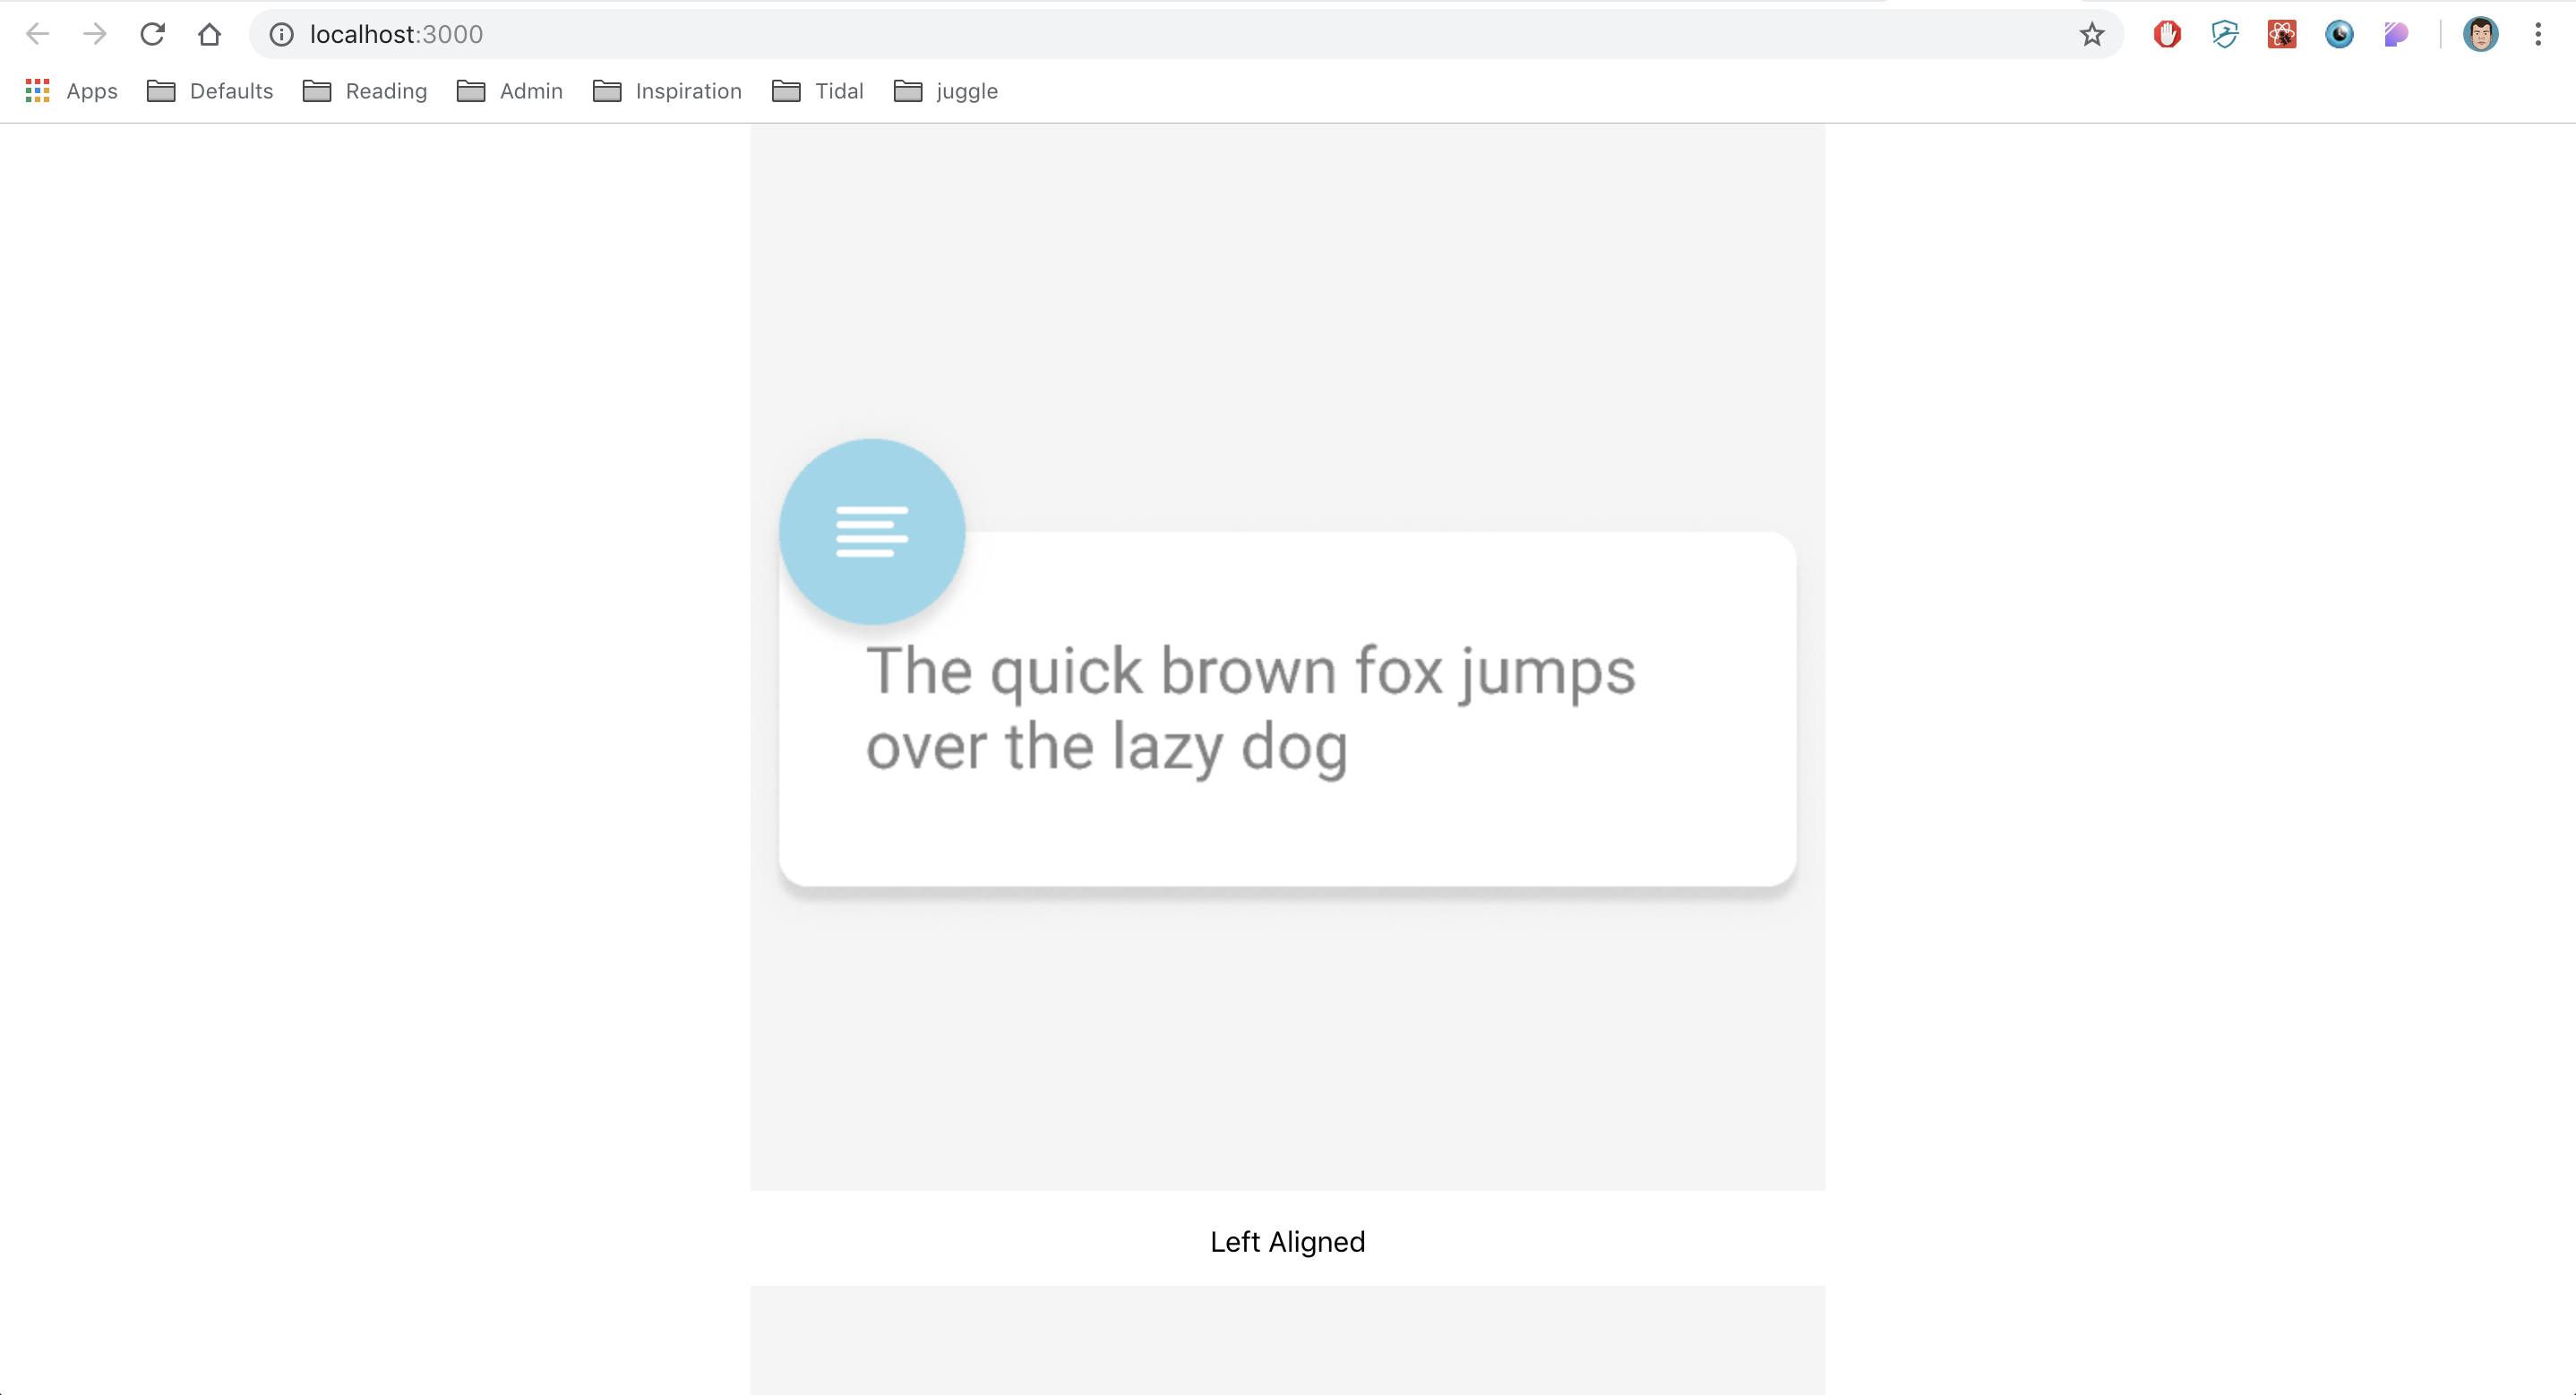 localhost:3000
Apps Defaults Reading Admin Inspiration Tidal juggle
The quick brown fox jumps
over the lazy dog
Left Aligned